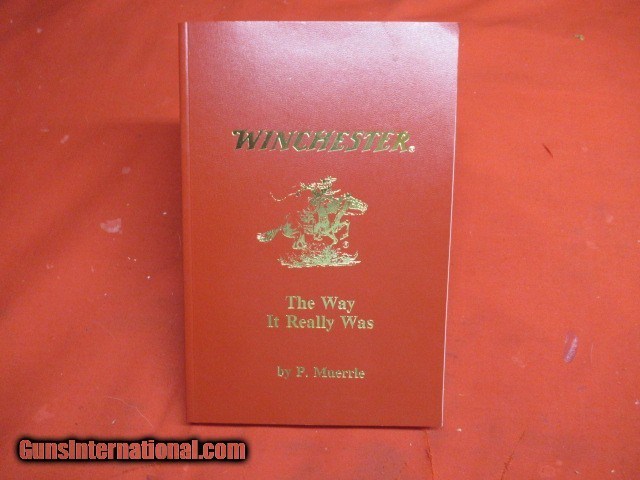 WINCHESTER®
The Way
It Really Was
by P. Muerrle
GunsInternational.com